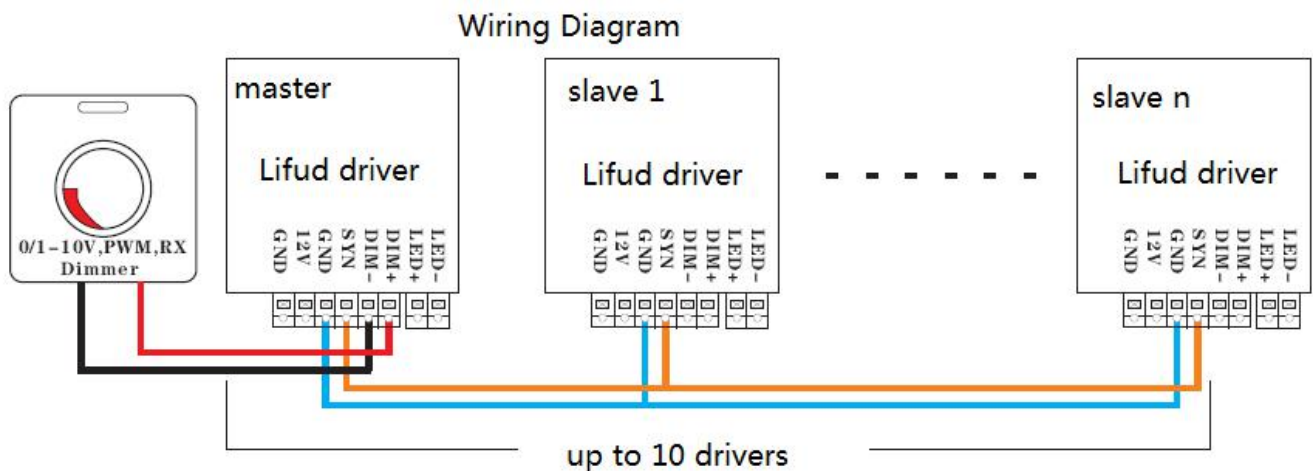 Wiring Diagram
master
Lifud driver
GND
12V
GND
SYN
DIM-
DIM+
LED+
LED-
slave 1
Lifud driver
GND
12V
GND
SYN
DIM-
DIM+
LED+
LED-
slave n
Lifud driver
GND
12V
GND
SYN
DIM-
DIM+
LED+
LED-
0/1-10V,PWM,RX
Dimmer
up to 10 drivers